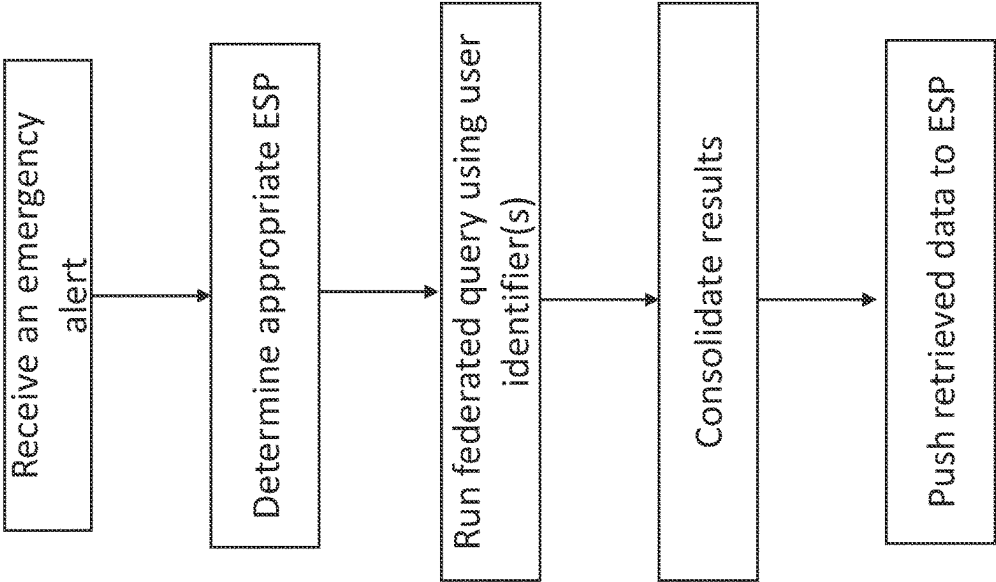 Receive an emergency
alert
Determine appropriate ESP
Run federated query using user
identifier(s)
Consolidate results
Push retrieved data to ESP